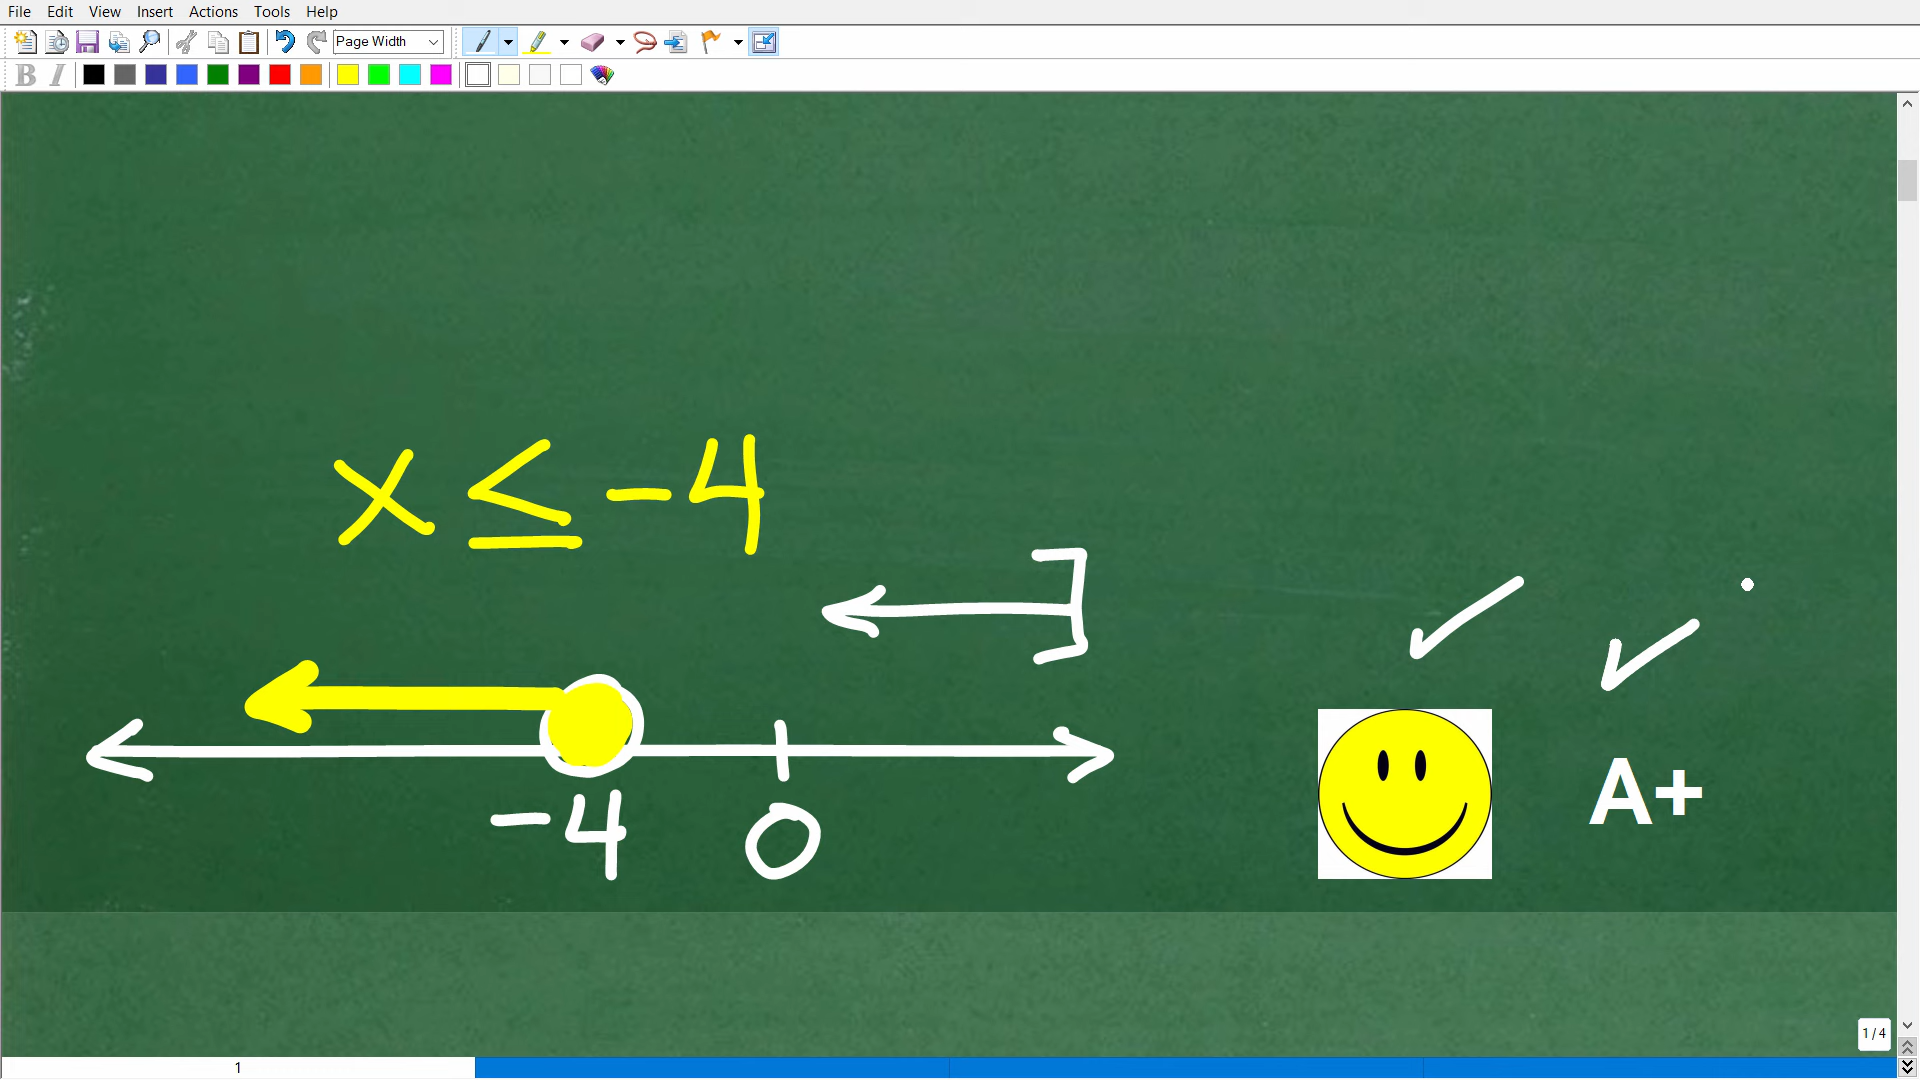 File Edit View Insert Actions Tools Help
Page Width
B I
x ≤ -4
-4 0
A+
1 / 4
1